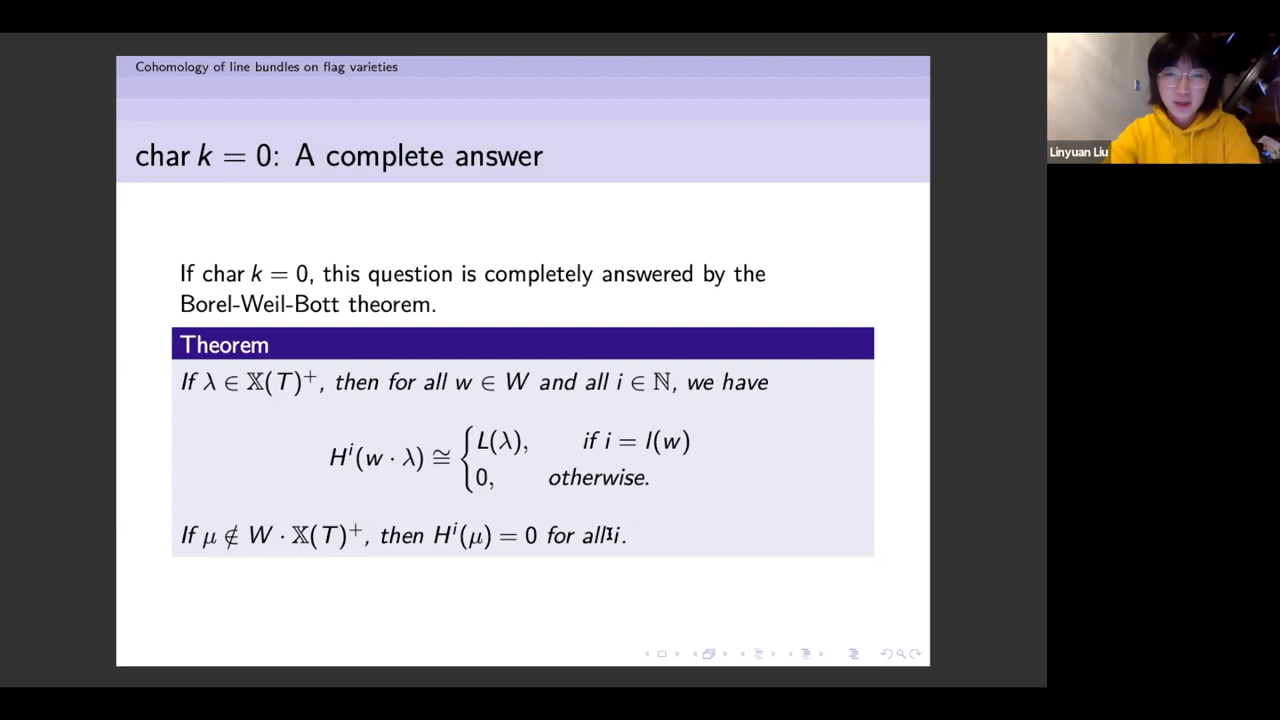 Cohomology of line bundles on flag varieties
char k = 0: A complete answer
If char k = 0, this question is completely answered by the
Borel-Weil-Bott theorem.
Theorem
If λ ∈ 𝕏(T)⁺, then for all w ∈ W and all i ∈ ℕ, we have
Hⁱ(w · λ) ≅ { L(λ), if i = l(w)
0, otherwise.
If μ ∉ W · 𝕏(T)⁺, then Hⁱ(μ) = 0 for all i.
Linyuan Liu